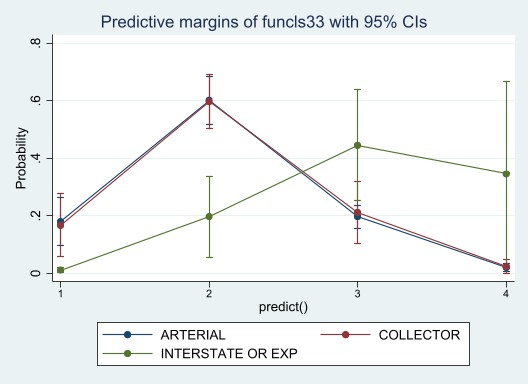 Predictive margins of funcls33 with 95% CIs
.8
.6
.4
.2
0
Probability
1 2 3 4
predict()
ARTERIAL COLLECTOR
INTERSTATE OR EXP